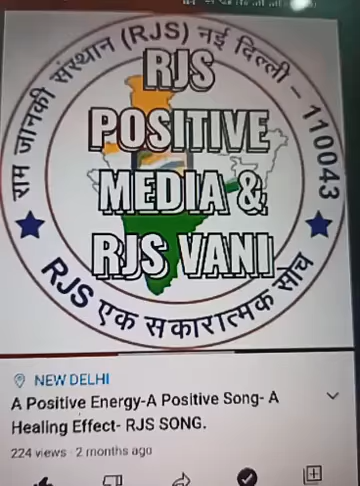 राम जानकी संस्थान (RJS) नई दिल्ली - 110043
RJS
POSITIVE
MEDIA &
RJS VANI
RJS एक सकारात्मक सोच
NEW DELHI
A Positive Energy-A Positive Song- A
Healing Effect- RJS SONG.
224 views · 2 months ago